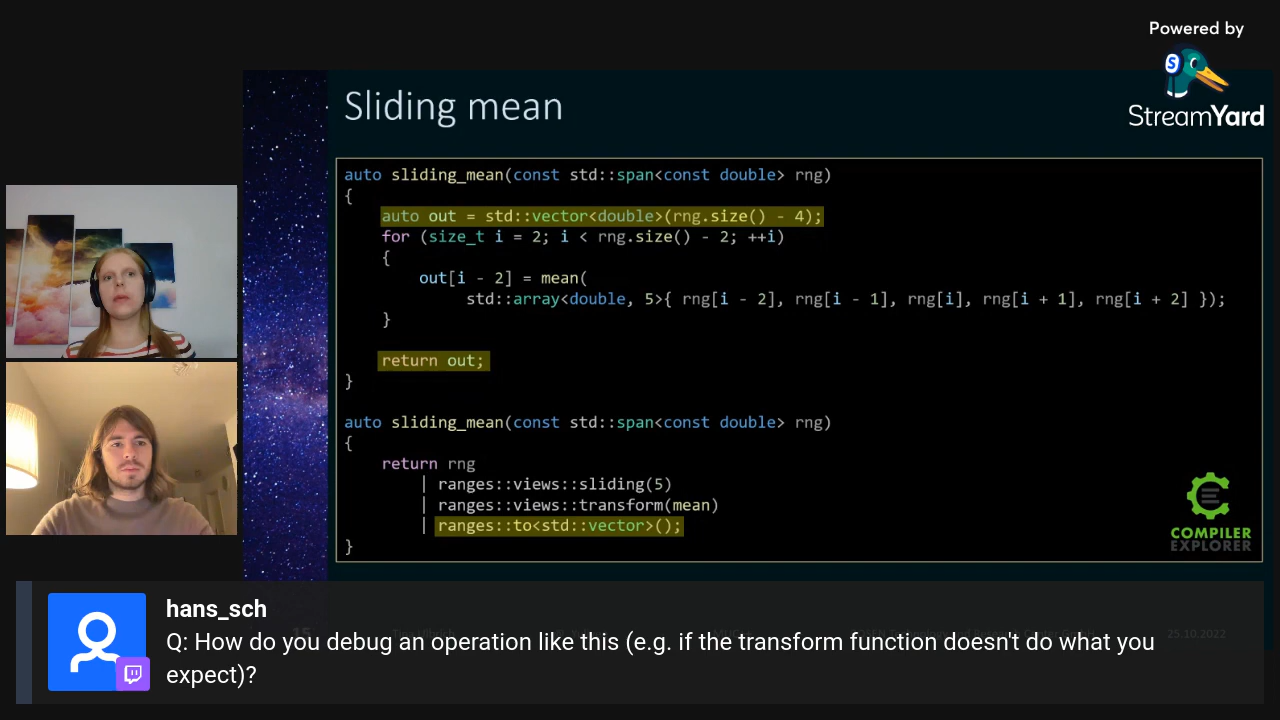 Powered by
StreamYard
Sliding mean
auto sliding_mean(const std::span<const double> rng)
{
    auto out = std::vector<double>(rng.size() - 4);
    for (size_t i = 2; i < rng.size() - 2; ++i)
    {
        out[i - 2] = mean(
             std::array<double, 5>{ rng[i - 2], rng[i - 1], rng[i], rng[i + 1], rng[i + 2] });
    }

    return out;
}

auto sliding_mean(const std::span<const double> rng)
{
    return rng
        | ranges::views::sliding(5)
        | ranges::views::transform(mean)
        | ranges::to<std::vector>();
}
COMPILER
EXPLORER
hans_sch
Q: How do you debug an operation like this (e.g. if the transform function doesn't do what you
expect)?
25.10.2022